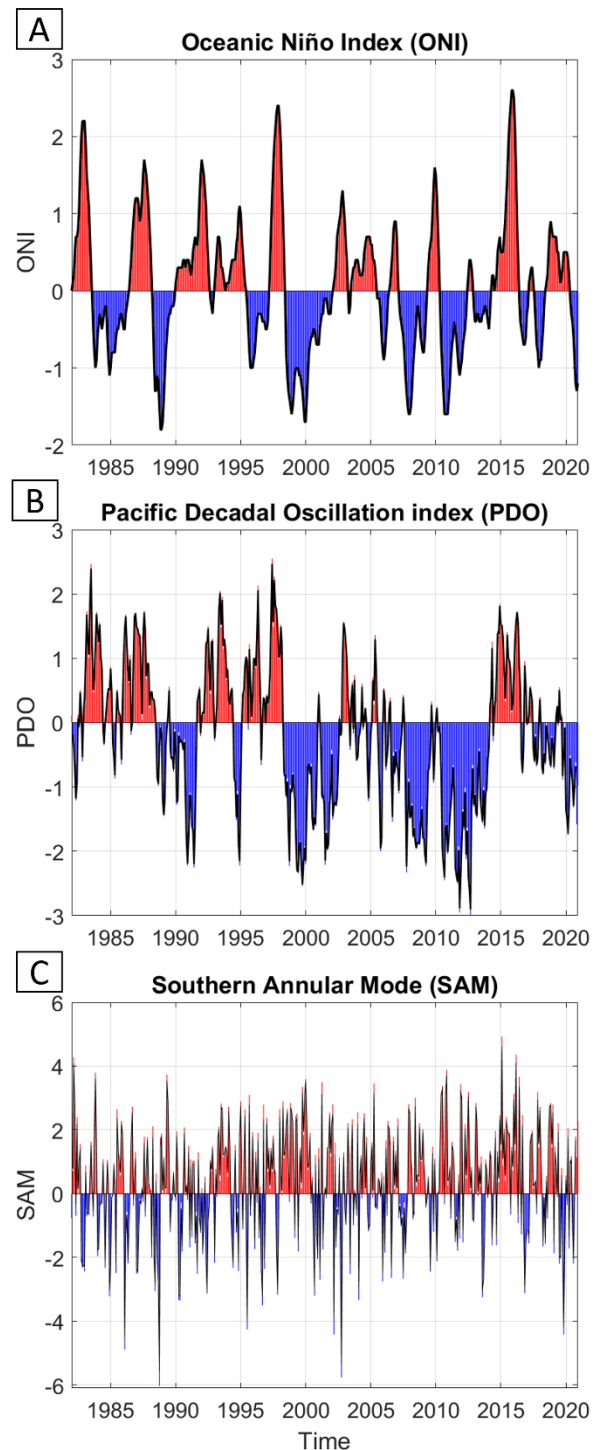 A
Oceanic Niño Index (ONI)
3
2
1
0
-1
-2
ONI
1985 1990 1995 2000 2005 2010 2015 2020
B
Pacific Decadal Oscillation index (PDO)
3
2
1
0
-1
-2
-3
PDO
1985 1990 1995 2000 2005 2010 2015 2020
C
Southern Annular Mode (SAM)
6
4
2
0
-2
-4
-6
SAM
1985 1990 1995 2000 2005 2010 2015 2020
Time